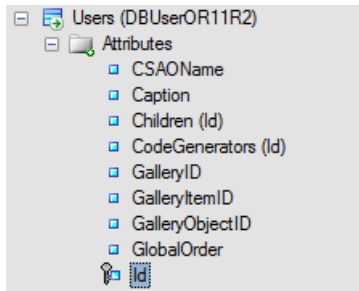 Users (DBUserOR11R2)
Attributes
CSAOName
Caption
Children (Id)
CodeGenerators (Id)
GalleryID
GalleryItemID
GalleryObjectID
GlobalOrder
Id